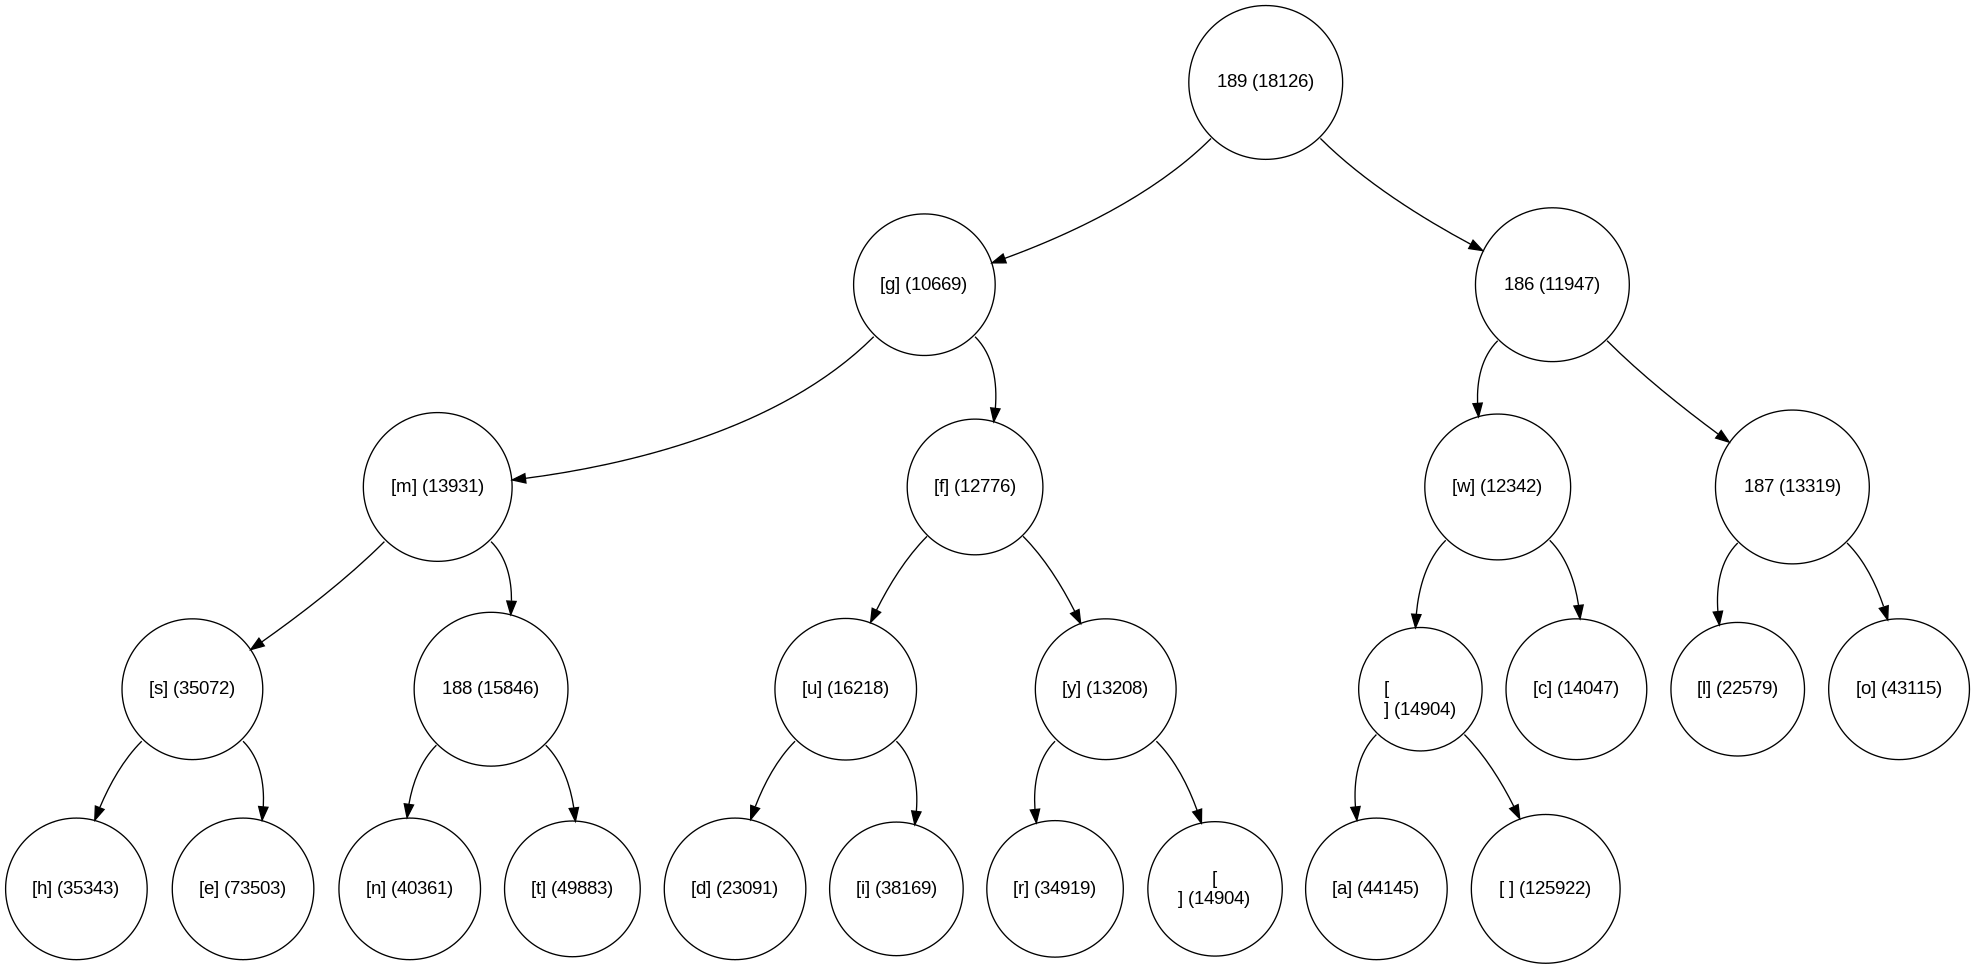 189 (18126)
[g] (10669)
186 (11947)
[m] (13931)
[f] (12776)
[w] (12342)
187 (13319)
[s] (35072)
188 (15846)
[u] (16218)
[y] (13208)
[
] (14904)
[c] (14047)
[l] (22579)
[o] (43115)
[h] (35343)
[e] (73503)
[n] (40361)
[t] (49883)
[d] (23091)
[i] (38169)
[r] (34919)
[
] (14904)
[a] (44145)
[ ] (125922)